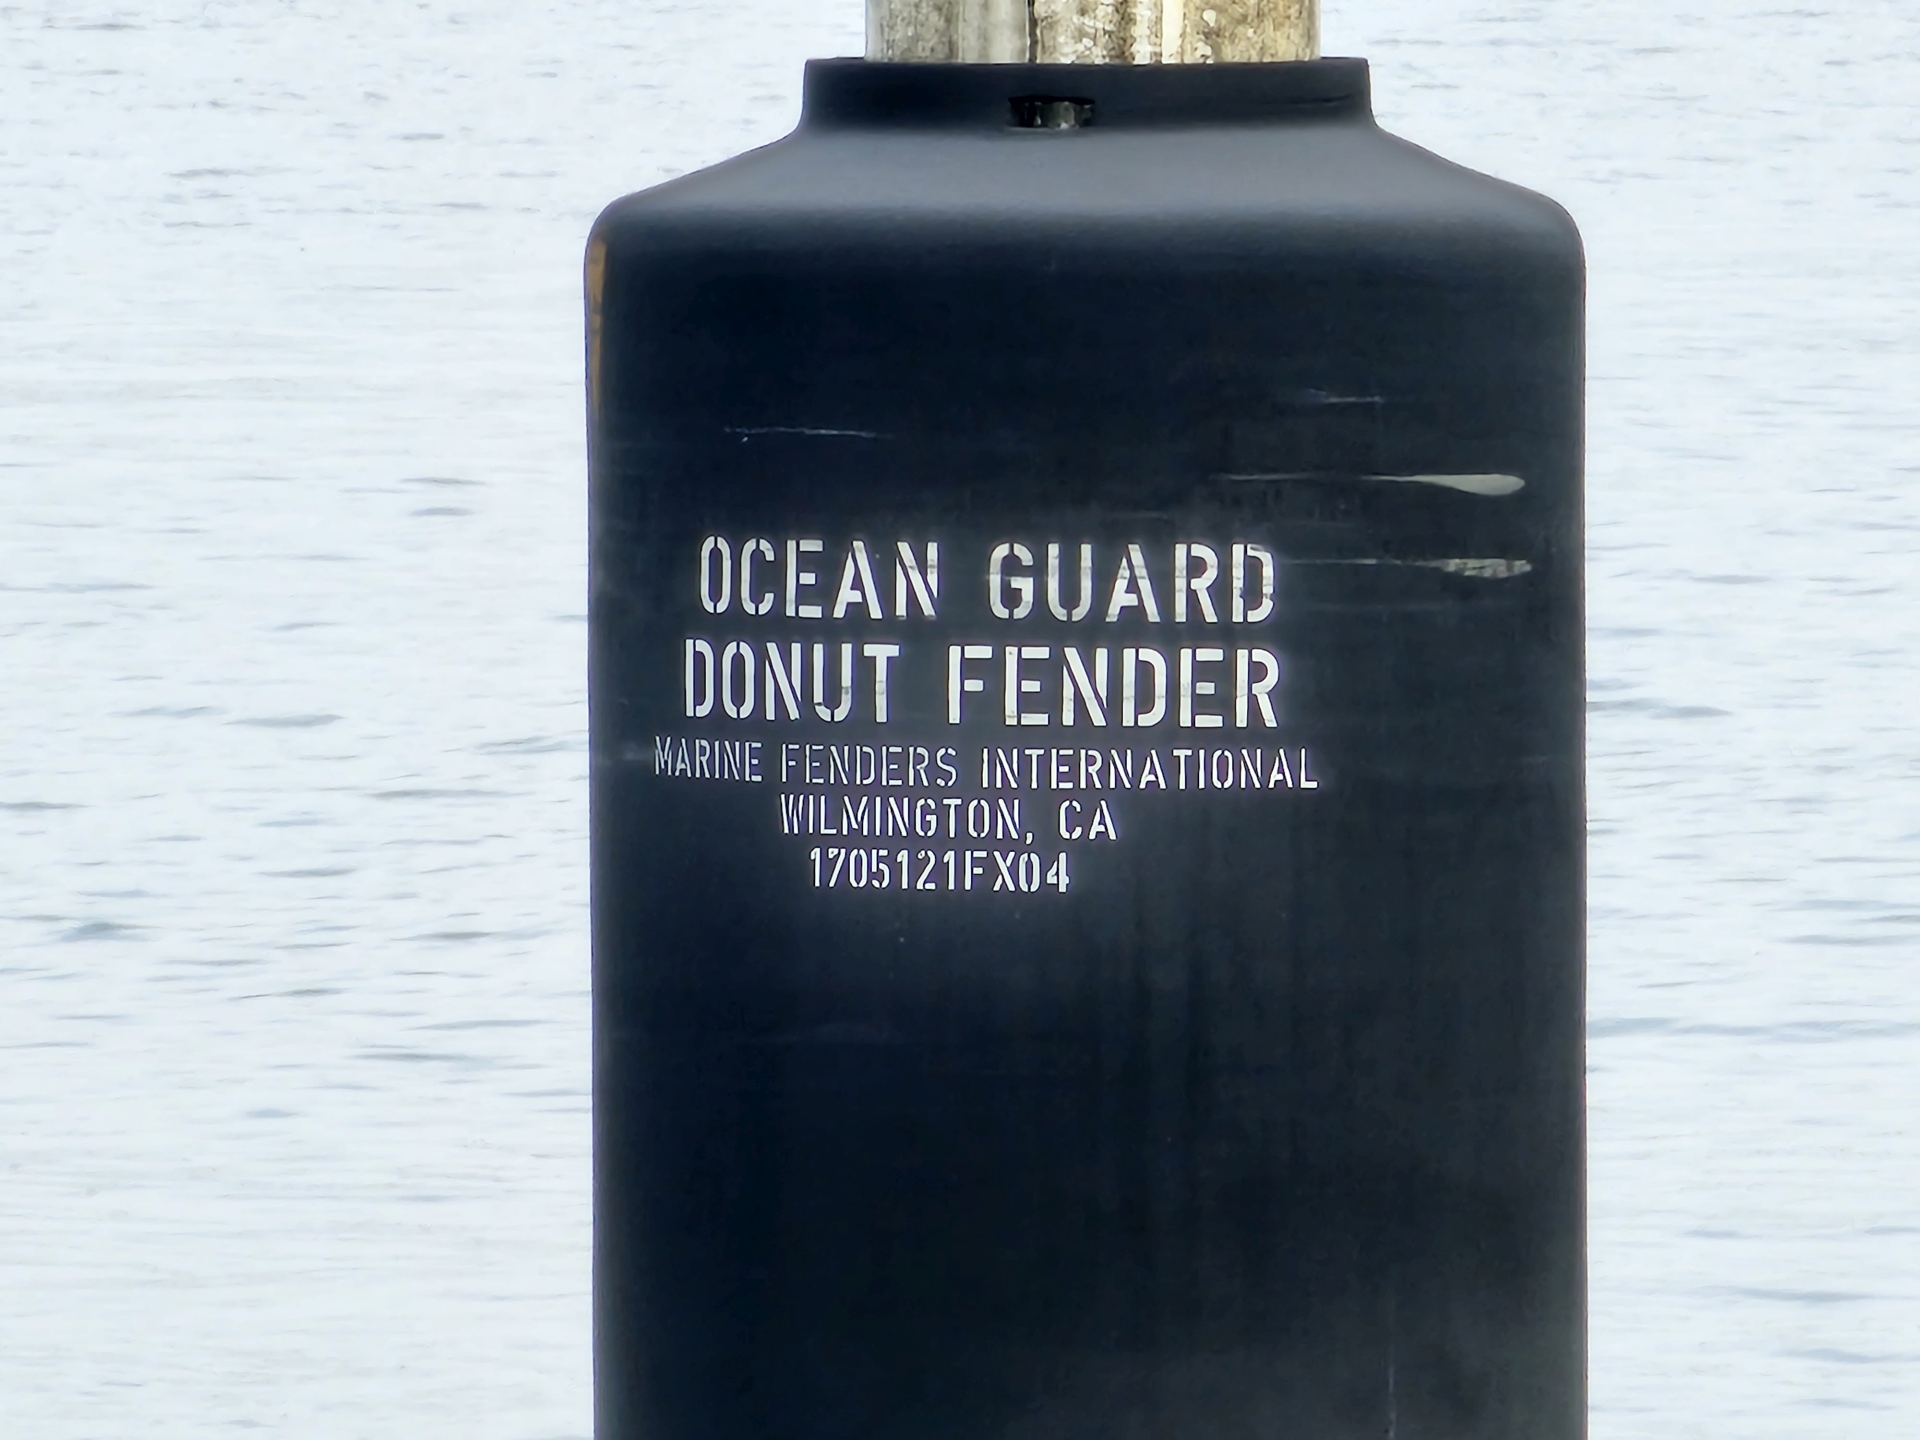 OCEAN GUARD
DONUT FENDER
MARINE FENDERS INTERNATIONAL
WILMINGTON, CA
1705121FX04